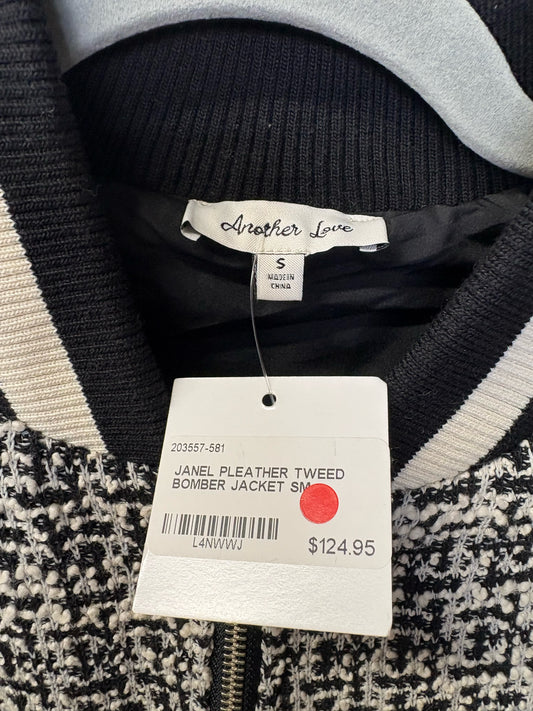 Another Love
S
MADE IN
CHINA
203557-581
JANEL PLEATHER TWEED
BOMBER JACKET SM
L4NWWJ
$124.95